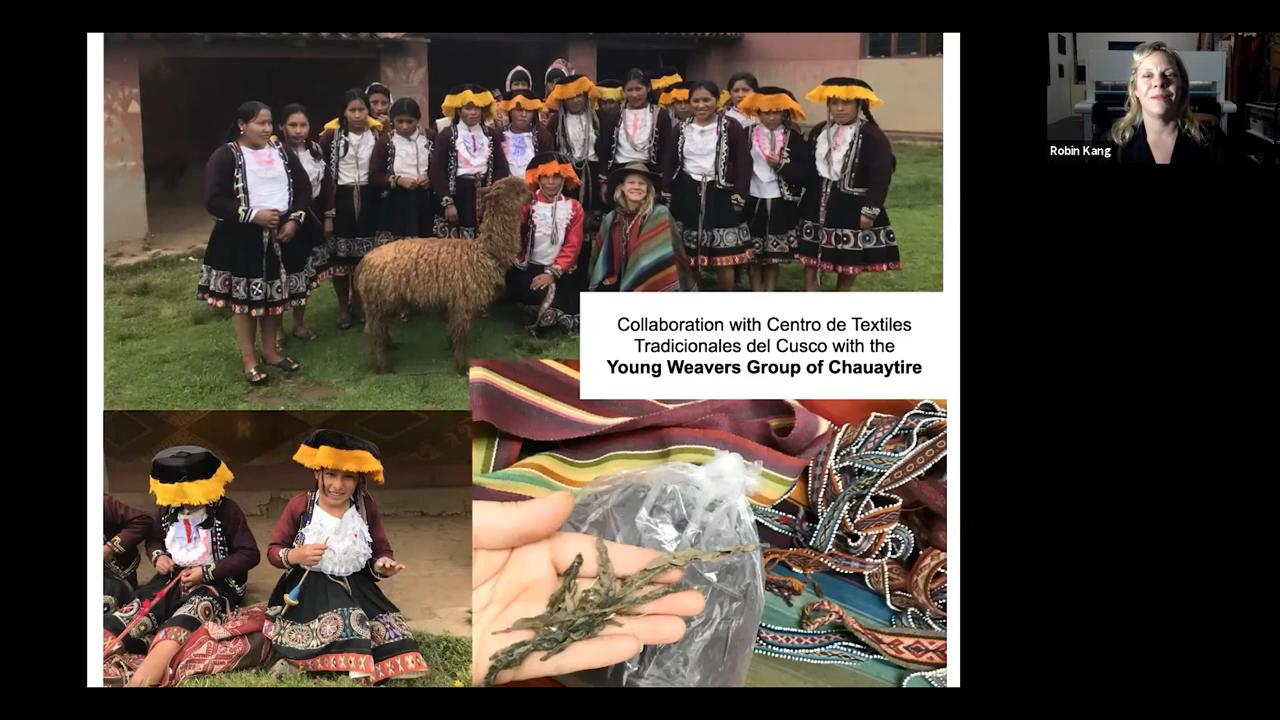 Robin Kang
Collaboration with Centro de Textiles
Tradicionales del Cusco with the
Young Weavers Group of Chauaytire